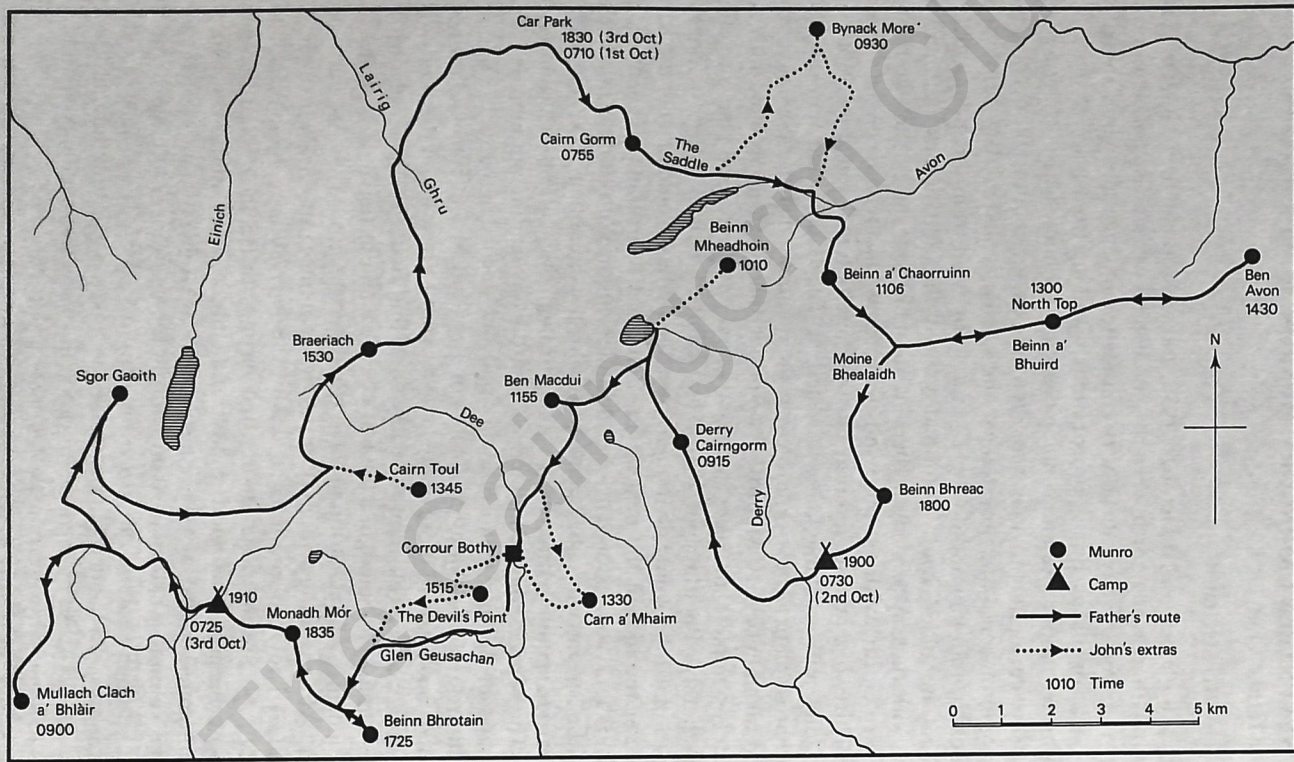 Car Park
1830 (3rd Oct)
0710 (1st Oct)
Bynack More
0930
Lairig
Ghru
Cairn Gorm
0755
The
Saddle
Avon
Einich
Beinn
Mheadhoin
1010
Beinn a' Chaorruinn
1106
1300
North Top
Beinn a'
Bhuird
Ben
Avon
1430
N
Braeriach
1530
Sgor Gaoith
Ben Macdui
1155
Moine
Bhealaidh
Dee
Derry
Cairngorm
0915
Cairn Toul
1345
Derry
Beinn Bhreac
1800
Corrour Bothy
1515
The Devil's Point
1330
Carn a' Mhaim
1900
0730
(2nd Oct)
1910
0725
(3rd Oct)
Monadh Mór
1835
Glen Geusachan
Mullach Clach
a' Bhlàir
0900
Beinn Bhrotain
1725
Munro
Camp
Father's route
John's extras
1010 Time
0 1 2 3 4 5 km
The Cairngorm Clu